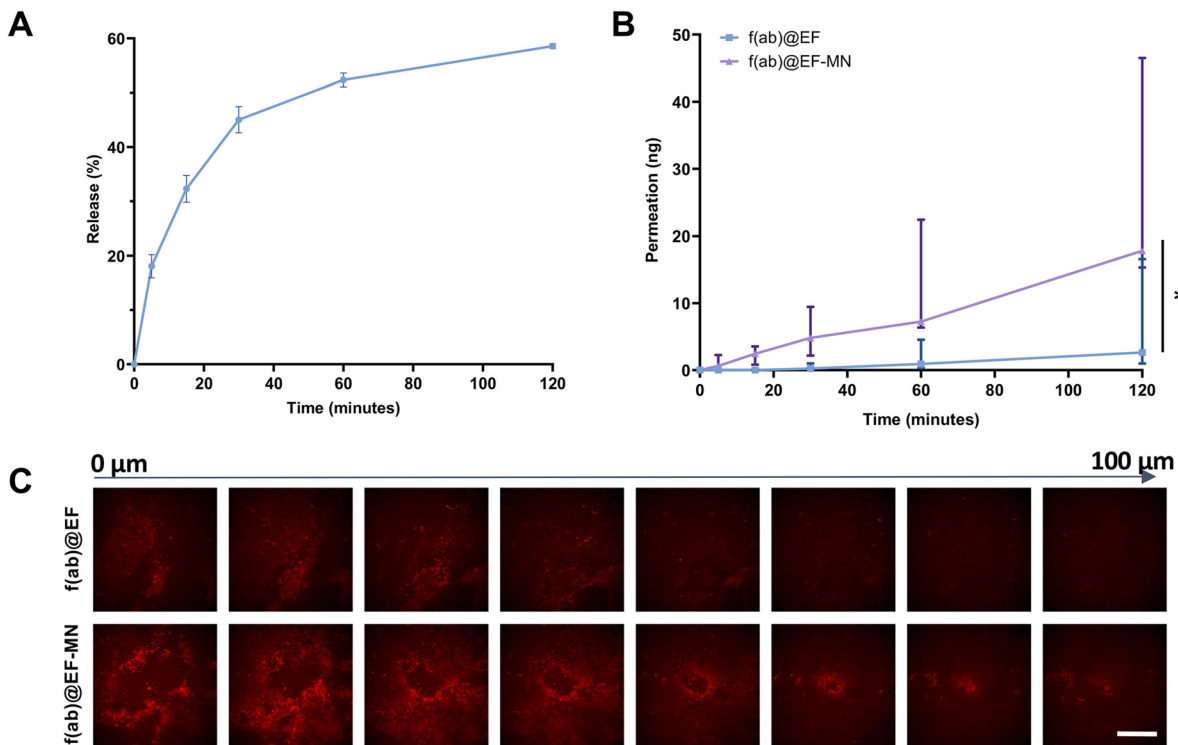 A
60
40
20
0
Release (%)
0 20 40 60 80 100 120
Time (minutes)
B
f(ab)@EF
f(ab)@EF-MN
50
40
30
20
10
0
Permeation (ng)
0 20 40 60 80 100 120
Time (minutes)
C
0 μm
100 μm
f(ab)@EF
f(ab)@EF-MN